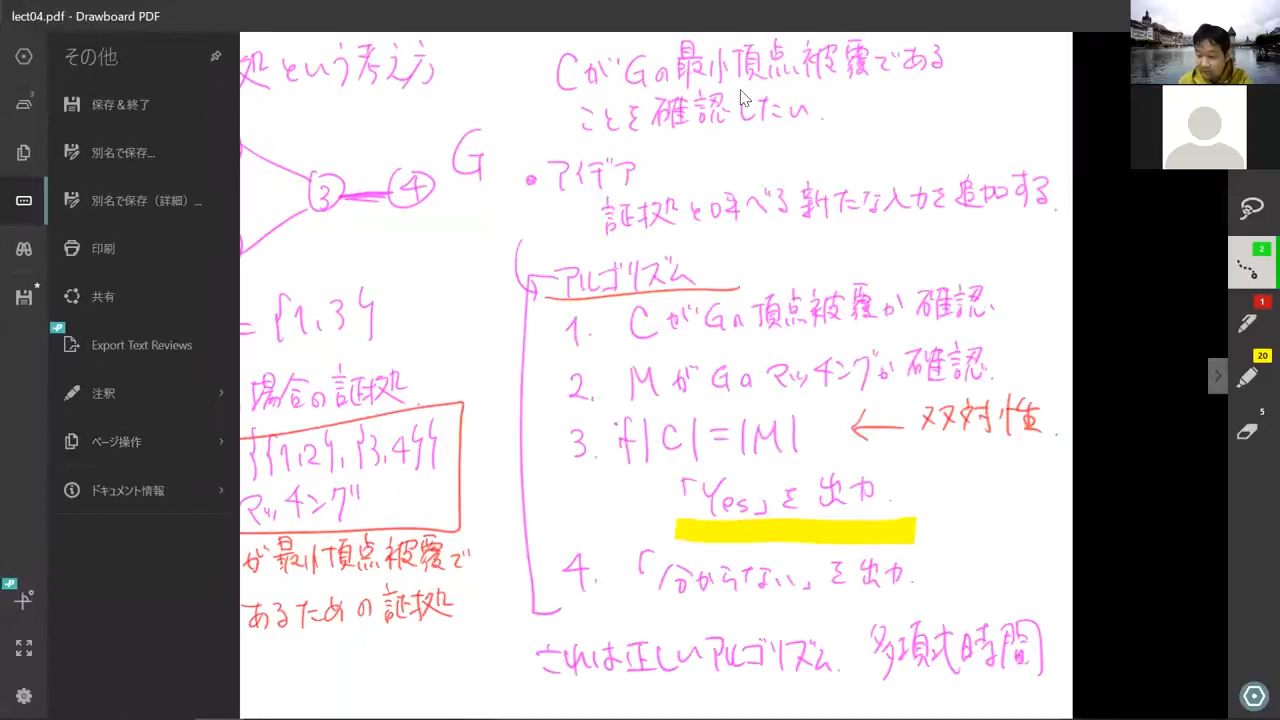 lect04.pdf - Drawboard PDF
その他
保存＆終了
別名で保存...
別名で保存（詳細）...
印刷
共有
Export Text Reviews
注釈
ページ操作
ドキュメント情報
3
2
1
20
5
処という考え方
3 4 G
= {1,3}
場合の証拠
{{1,2},{3,4}}
マッチング
が最小頂点被覆で
あるための証拠
CがGの最小頂点被覆である
ことを確認したい.
・アイデア
証拠と呼べる新たな入力を追加する.
アルゴリズム
1. CがGの頂点被覆か確認.
2. MがGのマッチングか確認.
3. if |C|=|M| ← 双対性.
「Yes」を出力.
4. 「分からない」を出力.
これは正しいアルゴリズム. 多項式時間